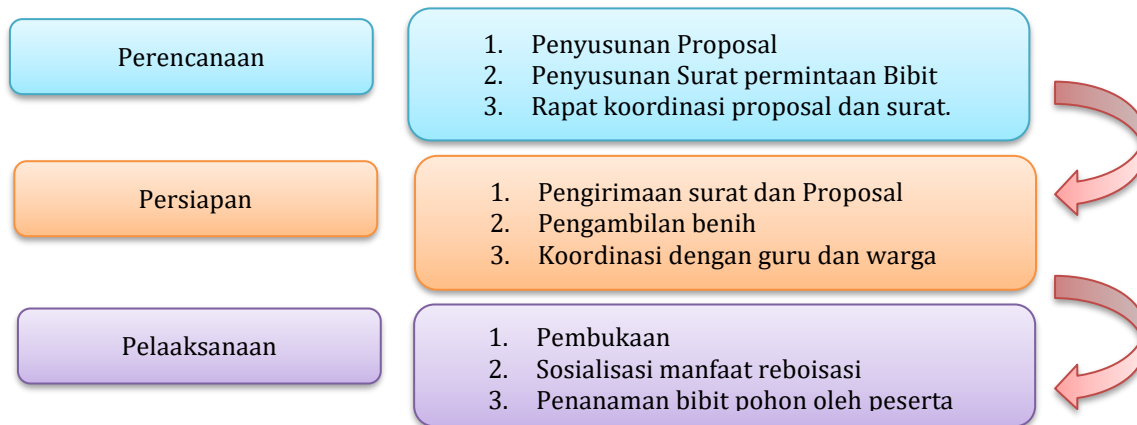 Perencanaan
1. Penyusunan Proposal
2. Penyusunan Surat permintaan Bibit
3. Rapat koordinasi proposal dan surat.
Persiapan
1. Pengirimaan surat dan Proposal
2. Pengambilan benih
3. Koordinasi dengan guru dan warga
Pelaaksanaan
1. Pembukaan
2. Sosialisasi manfaat reboisasi
3. Penanaman bibit pohon oleh peserta